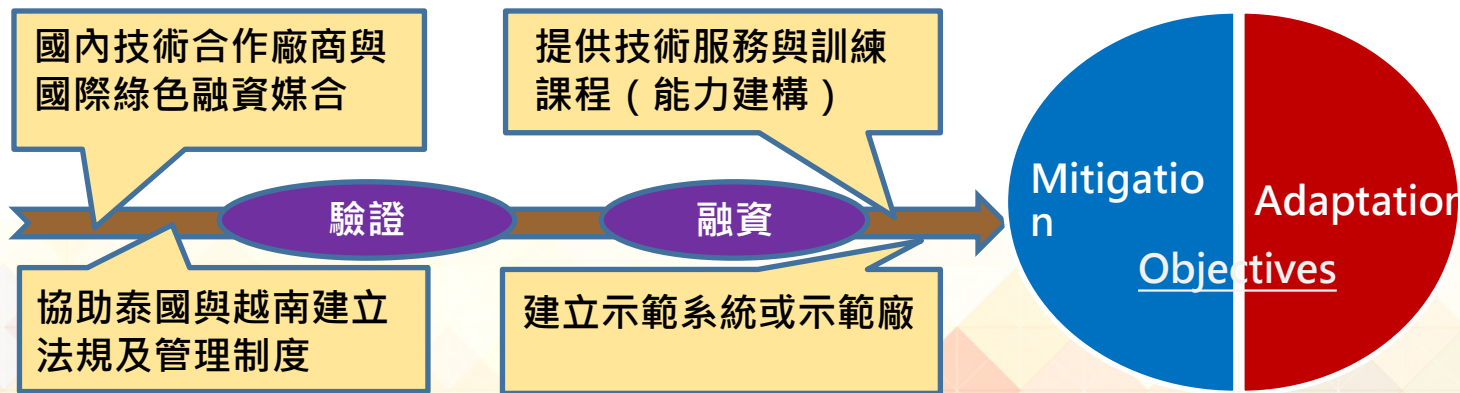 國內技術合作廠商與
國際綠色融資媒合
提供技術服務與訓練
課程（能力建構）
驗證
融資
Mitigatio
n
Adaptation
Objectives
協助泰國與越南建立
法規及管理制度
建立示範系統或示範廠